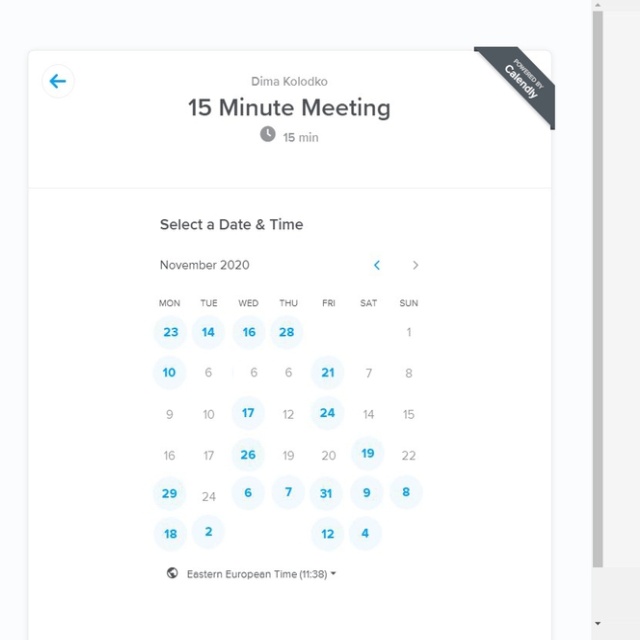 Dima Kolodko
15 Minute Meeting
15 min
POWERED BY
Calendly
Select a Date & Time
November 2020
MON TUE WED THU FRI SAT SUN
23 14 16 28 1
10 6 6 6 21 7 8
9 10 17 12 24 14 15
16 17 26 19 20 19 22
29 24 6 7 31 9 8
18 2 12 4
Eastern European Time (11:38)